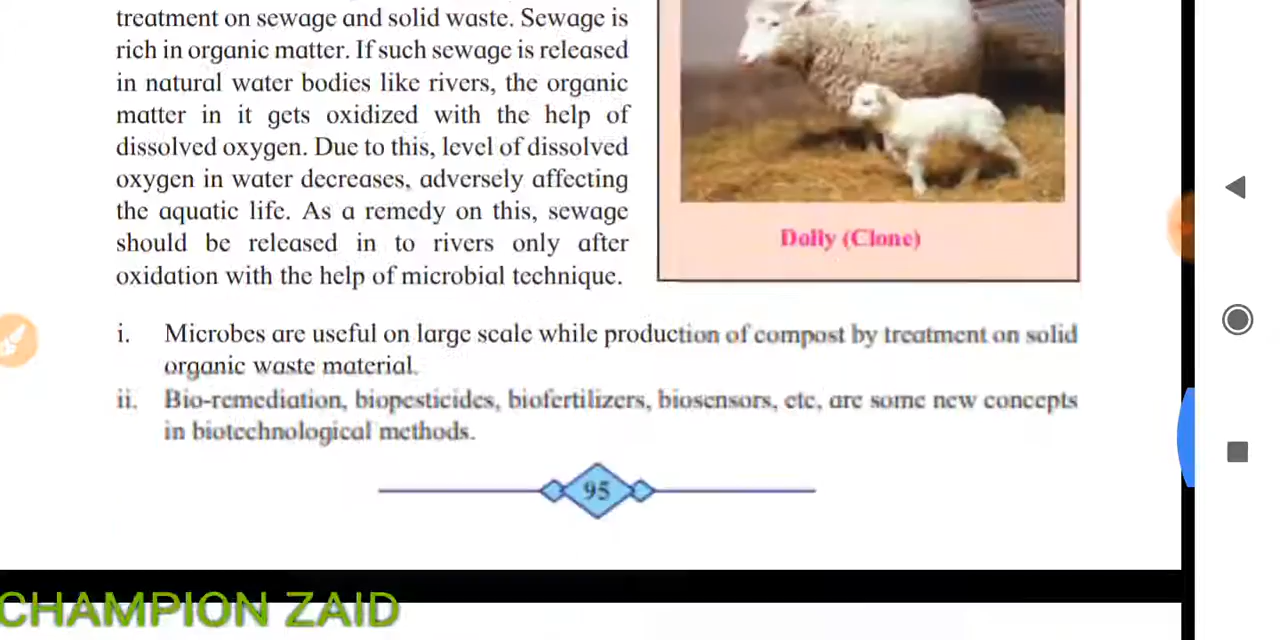 treatment on sewage and solid waste. Sewage is
rich in organic matter. If such sewage is released
in natural water bodies like rivers, the organic
matter in it gets oxidized with the help of
dissolved oxygen. Due to this, level of dissolved
oxygen in water decreases, adversely affecting
the aquatic life. As a remedy on this, sewage
should be released in to rivers only after
oxidation with the help of microbial technique.
Dolly (Clone)
i. Microbes are useful on large scale while production of compost by treatment on solid
organic waste material.
ii. Bio-remediation, biopesticides, biofertilizers, biosensors, etc, are some new concepts
in biotechnological methods.
95
CHAMPION ZAID